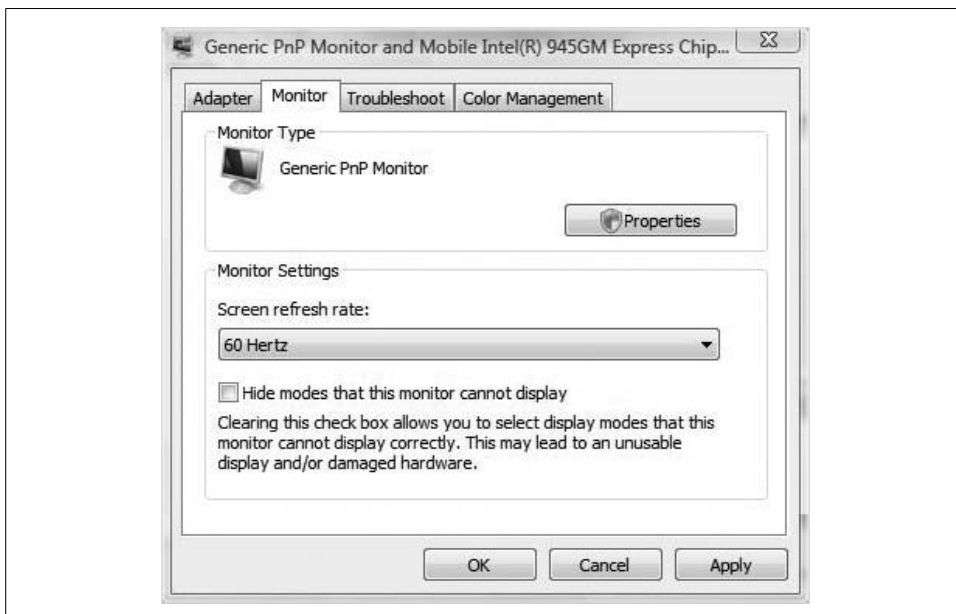 Generic PnP Monitor and Mobile Intel(R) 945GM Express Chip...
Adapter
Monitor
Troubleshoot
Color Management
Monitor Type
Generic PnP Monitor
Properties
Monitor Settings
Screen refresh rate:
60 Hertz
Hide modes that this monitor cannot display
Clearing this check box allows you to select display modes that this
monitor cannot display correctly. This may lead to an unusable
display and/or damaged hardware.
OK
Cancel
Apply